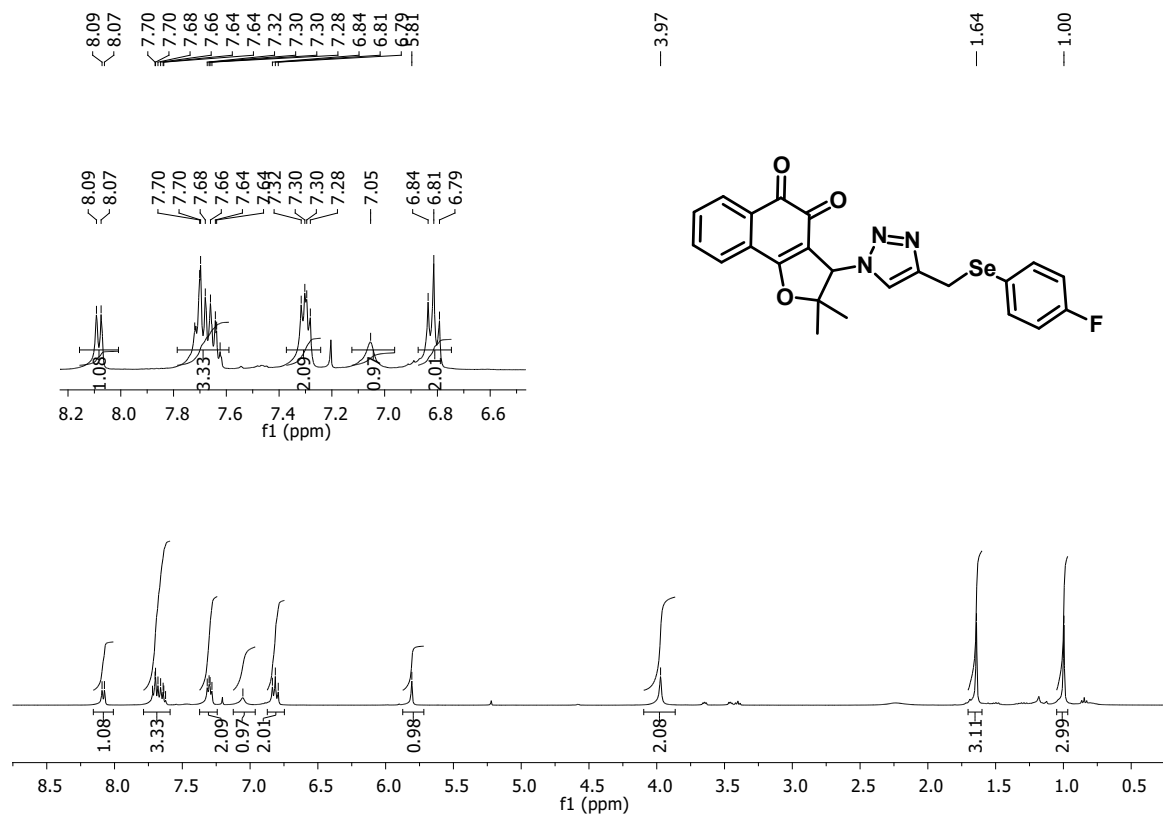 8.09 8.07 7.70 7.70 7.68 7.66 7.64 7.64 7.32 7.30 7.30 7.28 6.84 6.81 6.79 5.81 3.97 1.64 1.00
8.09 8.07 7.70 7.70 7.68 7.66 7.64 7.64 7.32 7.30 7.30 7.28 7.05 6.84 6.81 6.79
O
O
N N
N
Se
O
F
1.08 3.33 2.09 0.97 2.01
8.2 8.0 7.8 7.6 7.4 7.2 7.0 6.8 6.6
f1 (ppm)
1.08 3.33 2.09 0.97 2.01 0.98 2.08 3.11 2.99
8.5 8.0 7.5 7.0 6.5 6.0 5.5 5.0 4.5 4.0 3.5 3.0 2.5 2.0 1.5 1.0 0.5
f1 (ppm)